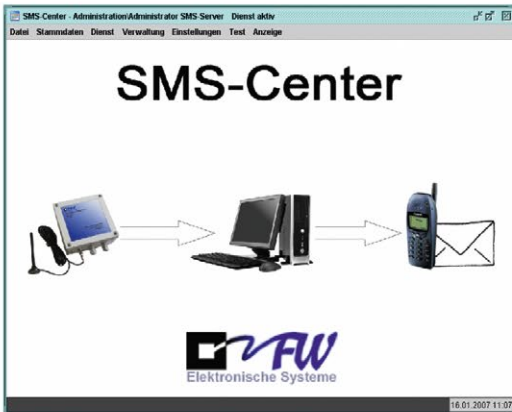 SMS-Center - Administration\Administrator SMS-Server Dienst aktiv
Datei Stammdaten Dienst Verwaltung Einstellungen Test Anzeige
SMS-Center
FW
Elektronische Systeme
16.01.2007 11:07